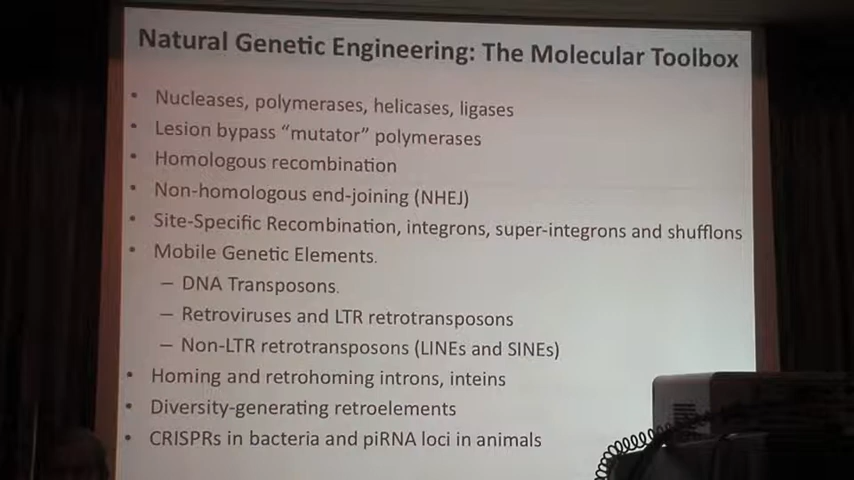 Natural Genetic Engineering: The Molecular Toolbox
• Nucleases, polymerases, helicases, ligases
• Lesion bypass “mutator” polymerases
• Homologous recombination
• Non-homologous end-joining (NHEJ)
• Site-Specific Recombination, integrons, super-integrons and shufflons
• Mobile Genetic Elements.
– DNA Transposons.
– Retroviruses and LTR retrotransposons
– Non-LTR retrotransposons (LINEs and SINEs)
• Homing and retrohoming introns, inteins
• Diversity-generating retroelements
• CRISPRs in bacteria and piRNA loci in animals